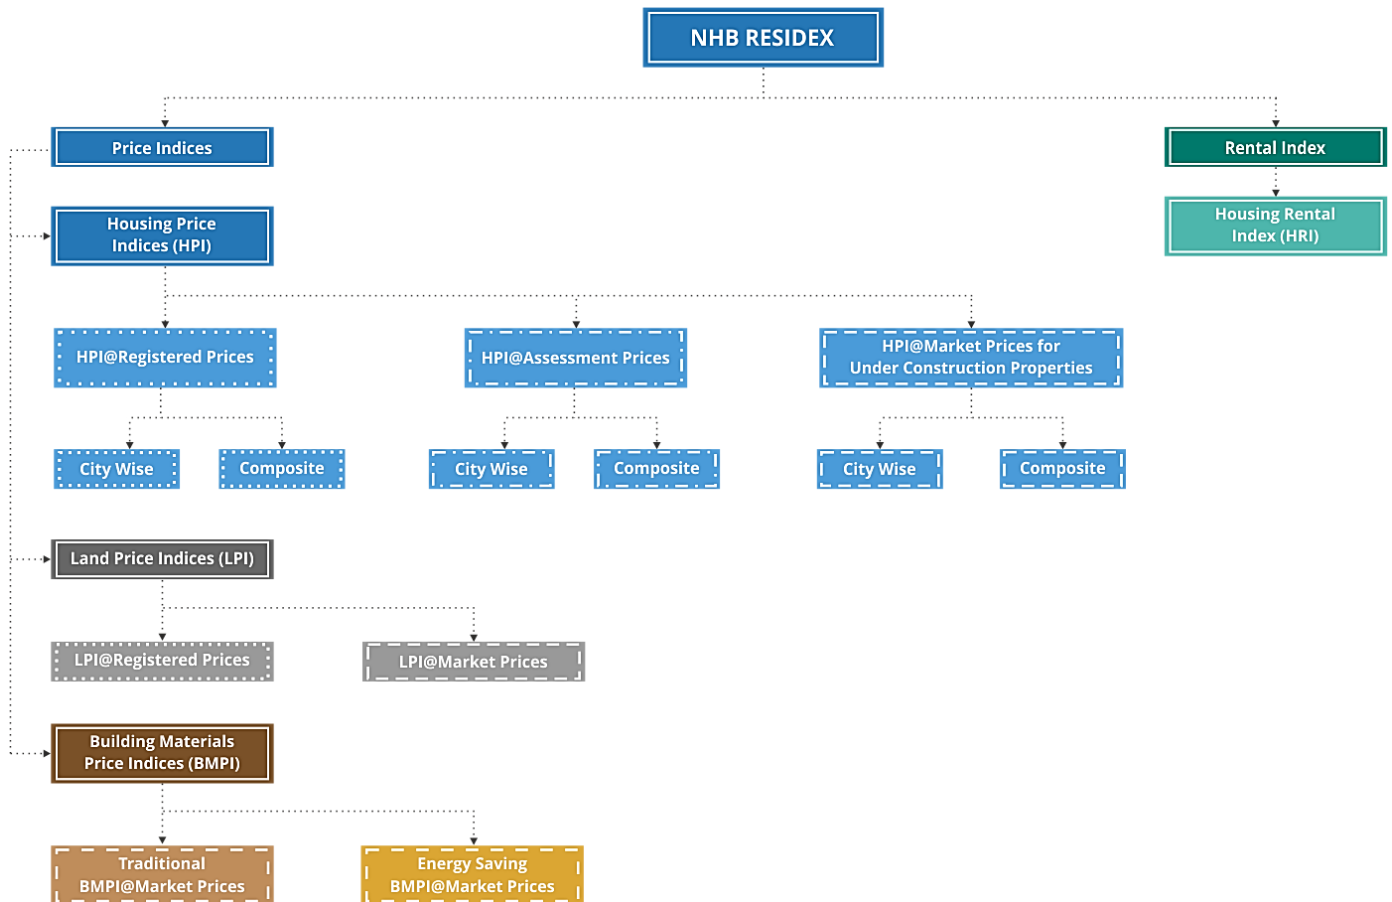 NHB RESIDEX
Price Indices
Rental Index
Housing Price
Indices (HPI)
Housing Rental
Index (HRI)
HPI@Registered Prices
HPI@Assessment Prices
HPI@Market Prices for
Under Construction Properties
City Wise
Composite
City Wise
Composite
City Wise
Composite
Land Price Indices (LPI)
LPI@Registered Prices
LPI@Market Prices
Building Materials
Price Indices (BMPI)
Traditional
BMPI@Market Prices
Energy Saving
BMPI@Market Prices